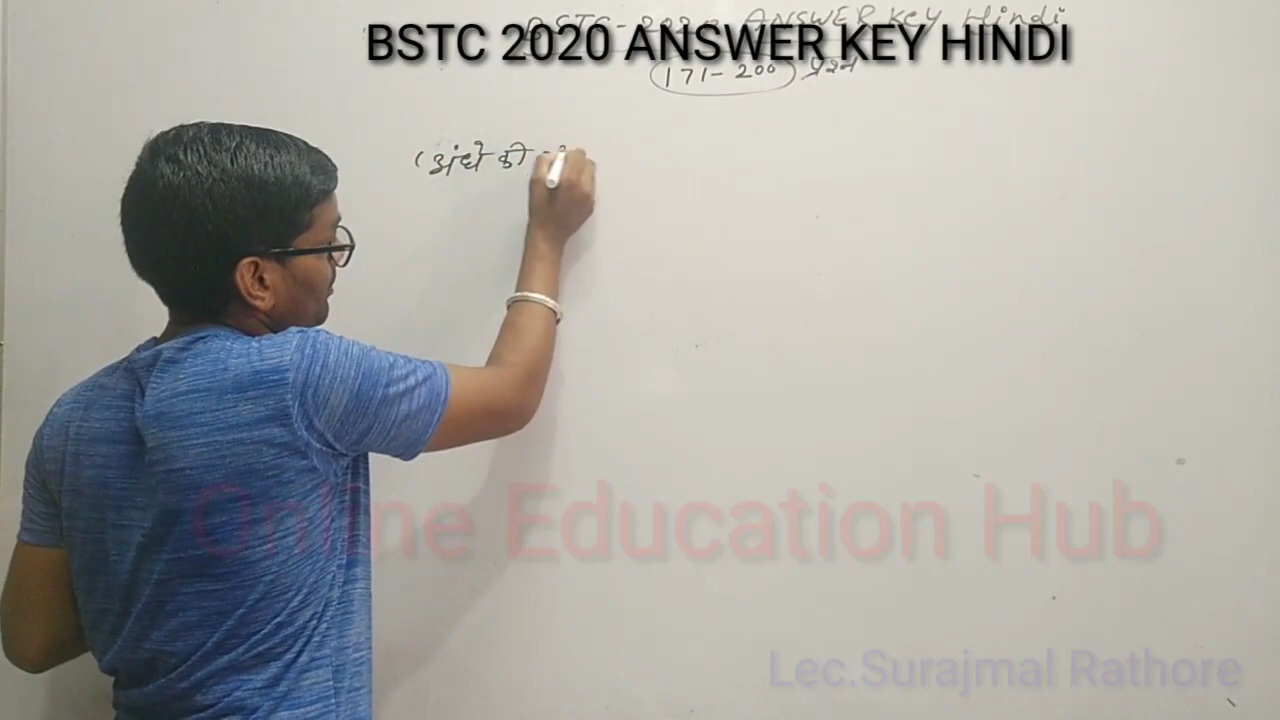 BSTC-2020 ANSWER KEY Hindi
BSTC 2020 ANSWER KEY HINDI
(171-200) प्रश्न
(अंधे की
Online Education Hub
Lec.Surajmal Rathore